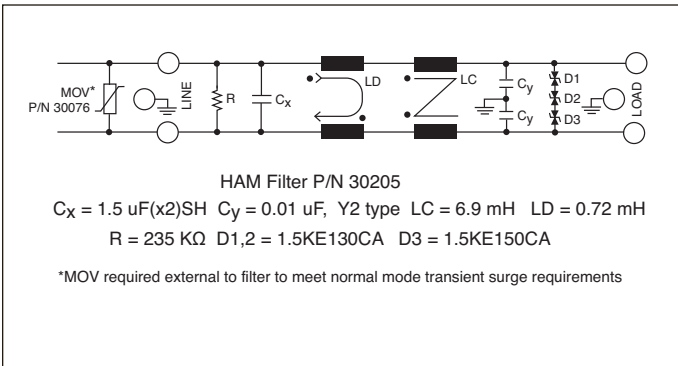 MOV*
P/N 30076
LINE
R
Cx
LD
LC
Cy
Cy
D1
D2
D3
LOAD
HAM Filter P/N 30205
Cx = 1.5 uF(x2)SH Cy = 0.01 uF, Y2 type LC = 6.9 mH LD = 0.72 mH
R = 235 KΩ D1,2 = 1.5KE130CA D3 = 1.5KE150CA
*MOV required external to filter to meet normal mode transient surge requirements